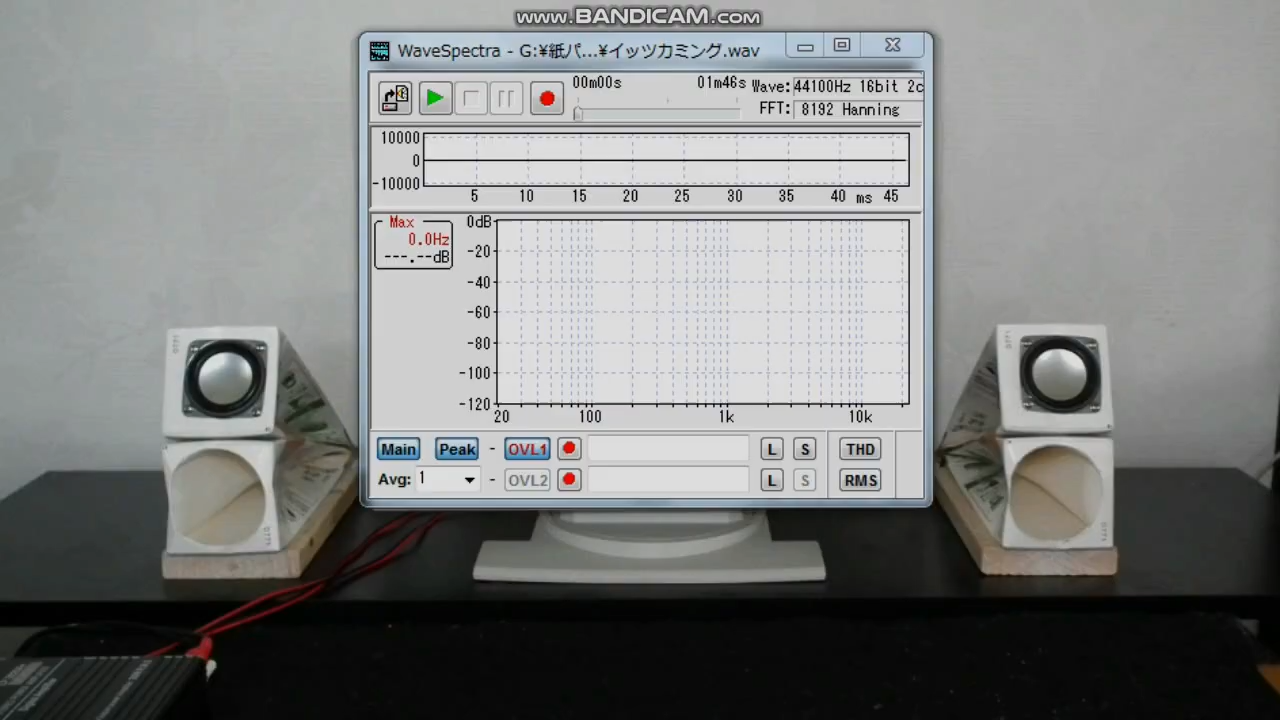 www.BANDICAM.com
WaveSpectra - G:¥紙パ...¥イッツカミング.wav
00m00s 01m46s Wave: 44100Hz 16bit 2c
FFT: 8192 Hanning
10000
0
-10000
5 10 15 20 25 30 35 40 ms 45
Max
0.0Hz
---.--dB
0dB
-20
-40
-60
-80
-100
-120
20 100 1k 10k
Main Peak - OVL1 L S THD
Avg: 1 - OVL2 L S RMS